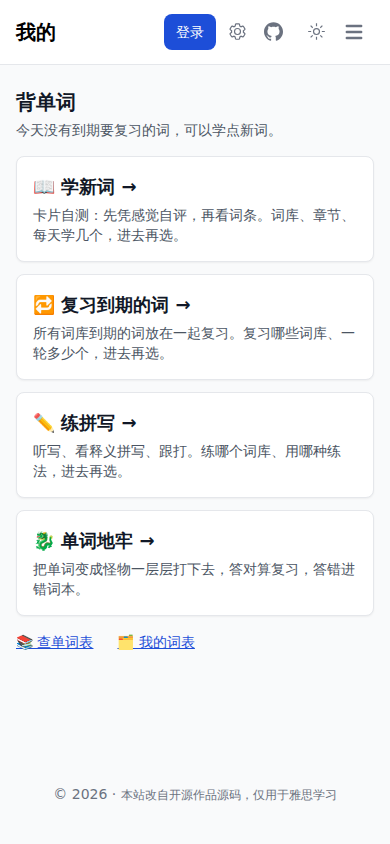 我的
登录
背单词
今天没有到期要复习的词，可以学点新词。
📖 学新词 →
卡片自测：先凭感觉自评，再看词条。词库、章节、
每天学几个，进去再选。
🔁 复习到期的词 →
所有词库到期的词放在一起复习。复习哪些词库、一
轮多少个，进去再选。
✏️ 练拼写 →
听写、看释义拼写、跟打。练哪个词库、用哪种练
法，进去再选。
🐉 单词地牢 →
把单词变成怪物一层层打下去，答对算复习，答错进
错词本。
📚 查单词表 🗂️ 我的词表
© 2026 · 本站改自开源作品源码，仅用于雅思学习